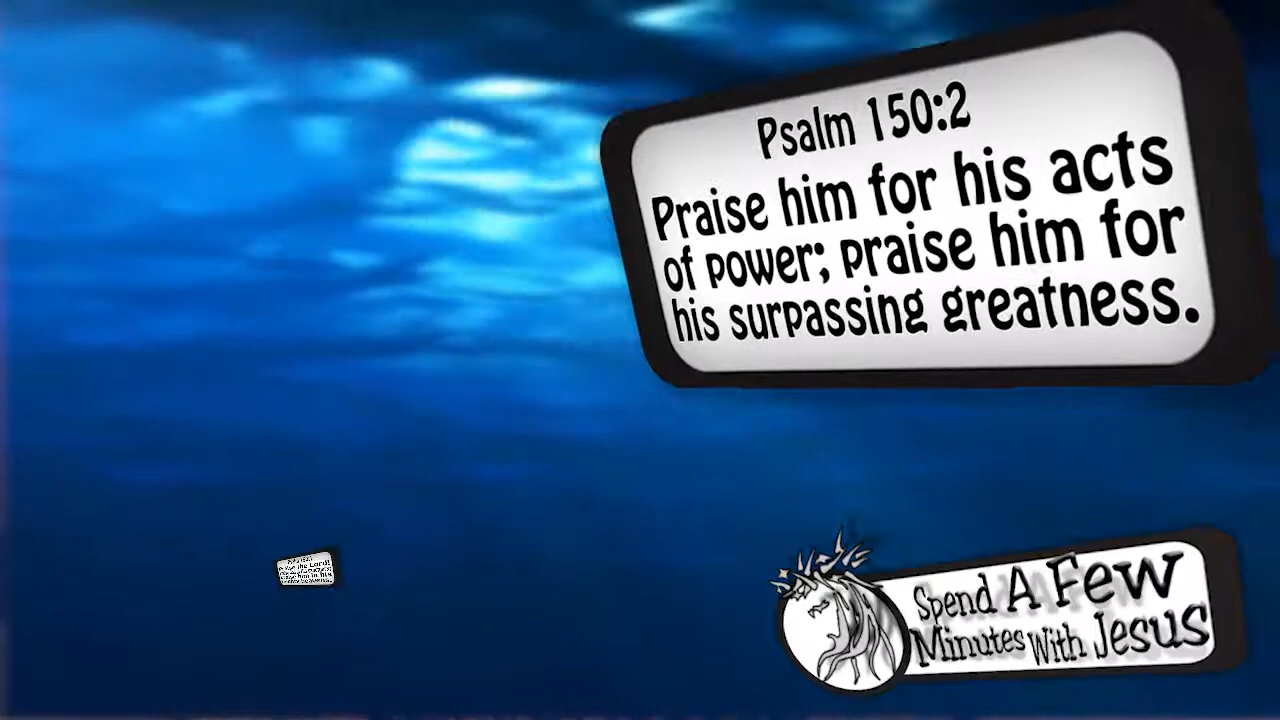 Psalm 150:2
Praise him for his acts
of power; praise him for
his surpassing greatness.
Spend A Few
Minutes With Jesus